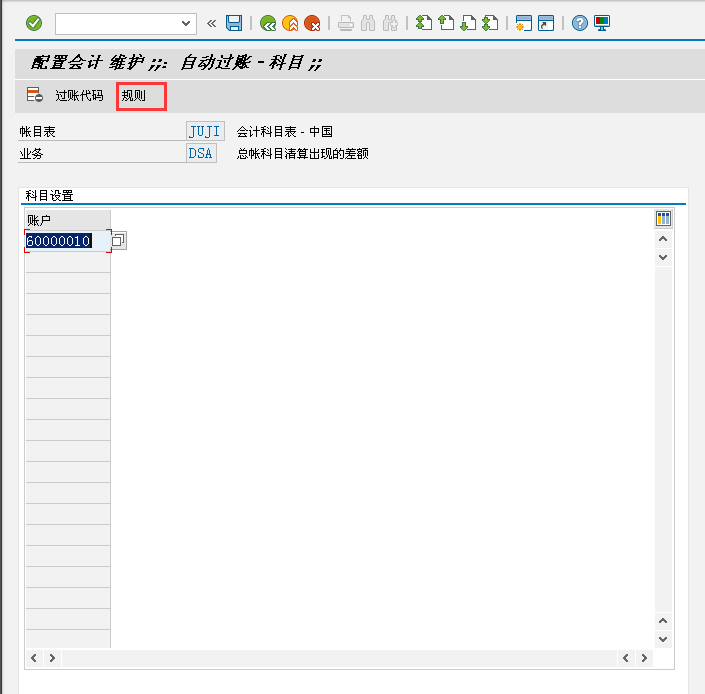 配置会计 维护 ;;: 自动过账 - 科目 ;;
过账代码 规则
帐目表 JUJI 会计科目表 - 中国
业务 DSA 总帐科目清算出现的差额
科目设置
账户
60000010